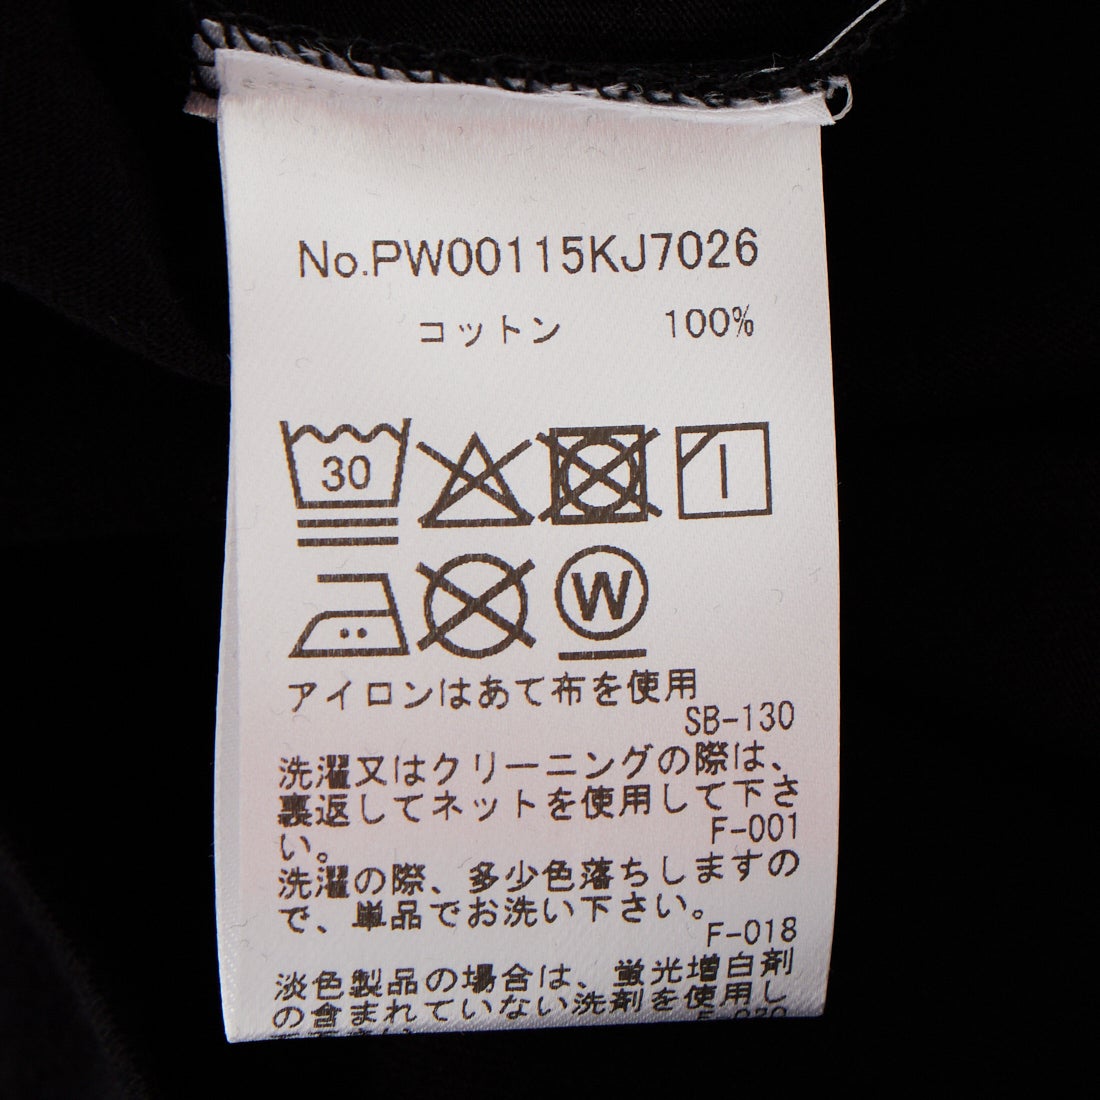 No.PW00115KJ7026
コットン 100%
30
W
アイロンはあて布を使用
SB-130
洗濯又はクリーニングの際は、
裏返してネットを使用して下さ
い。
F-001
洗濯の際、多少色落ちしますの
で、単品でお洗い下さい。
F-018
淡色製品の場合は、蛍光増白剤
の含まれていない洗剤を使用し